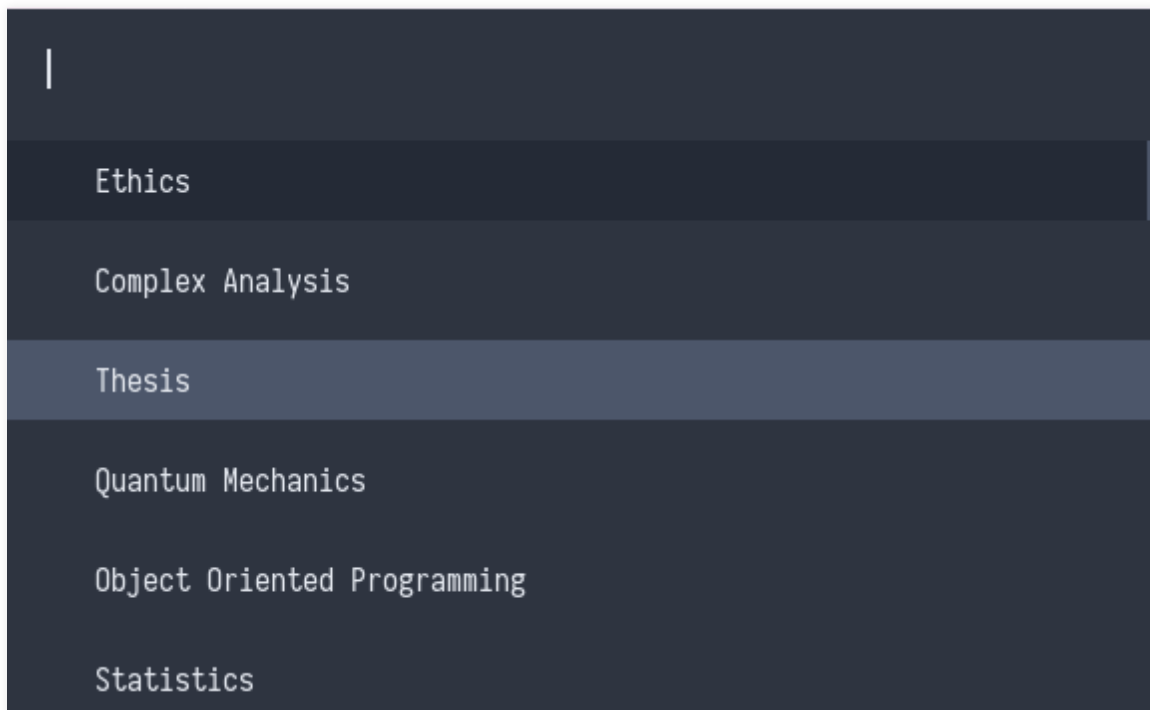 Ethics
Complex Analysis
Thesis
Quantum Mechanics
Object Oriented Programming
Statistics